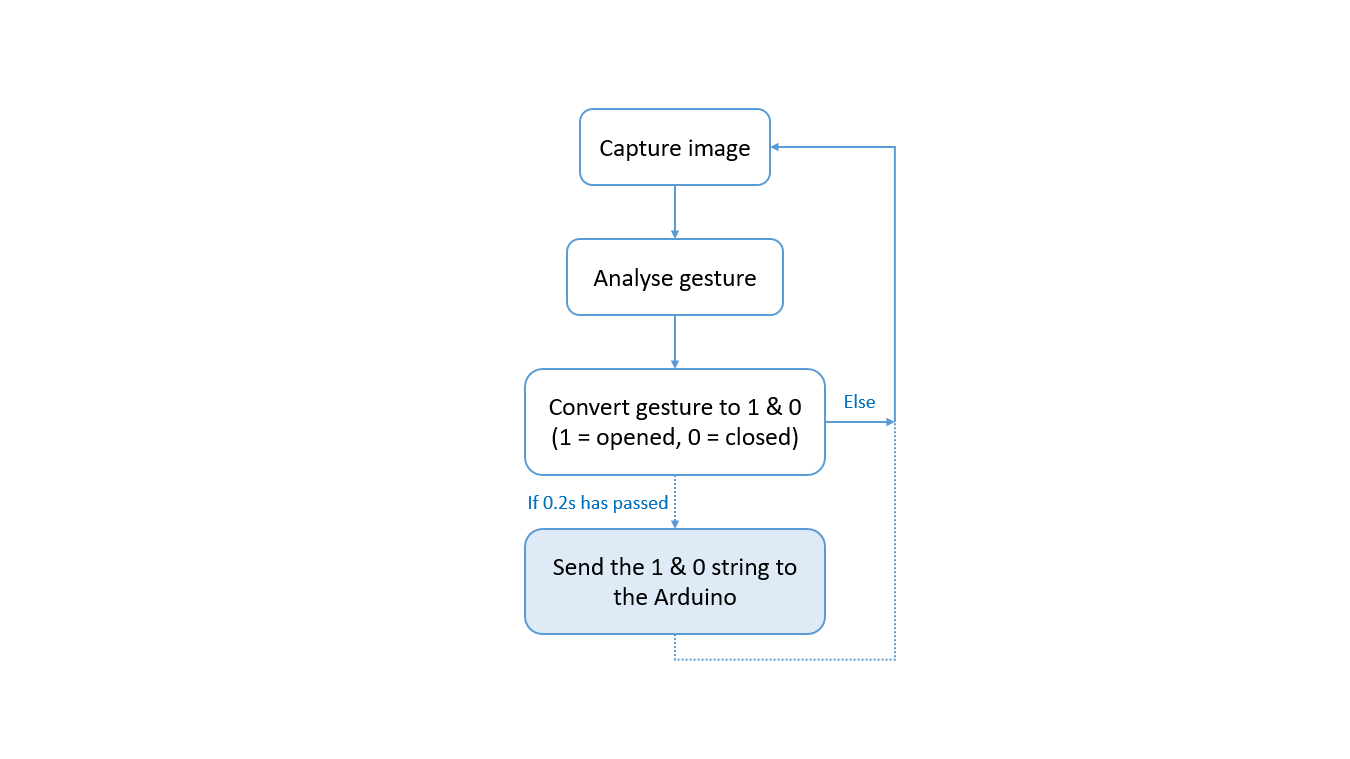 Capture image
Analyse gesture
Convert gesture to 1 & 0
(1 = opened, 0 = closed)
Else
If 0.2s has passed
Send the 1 & 0 string to
the Arduino